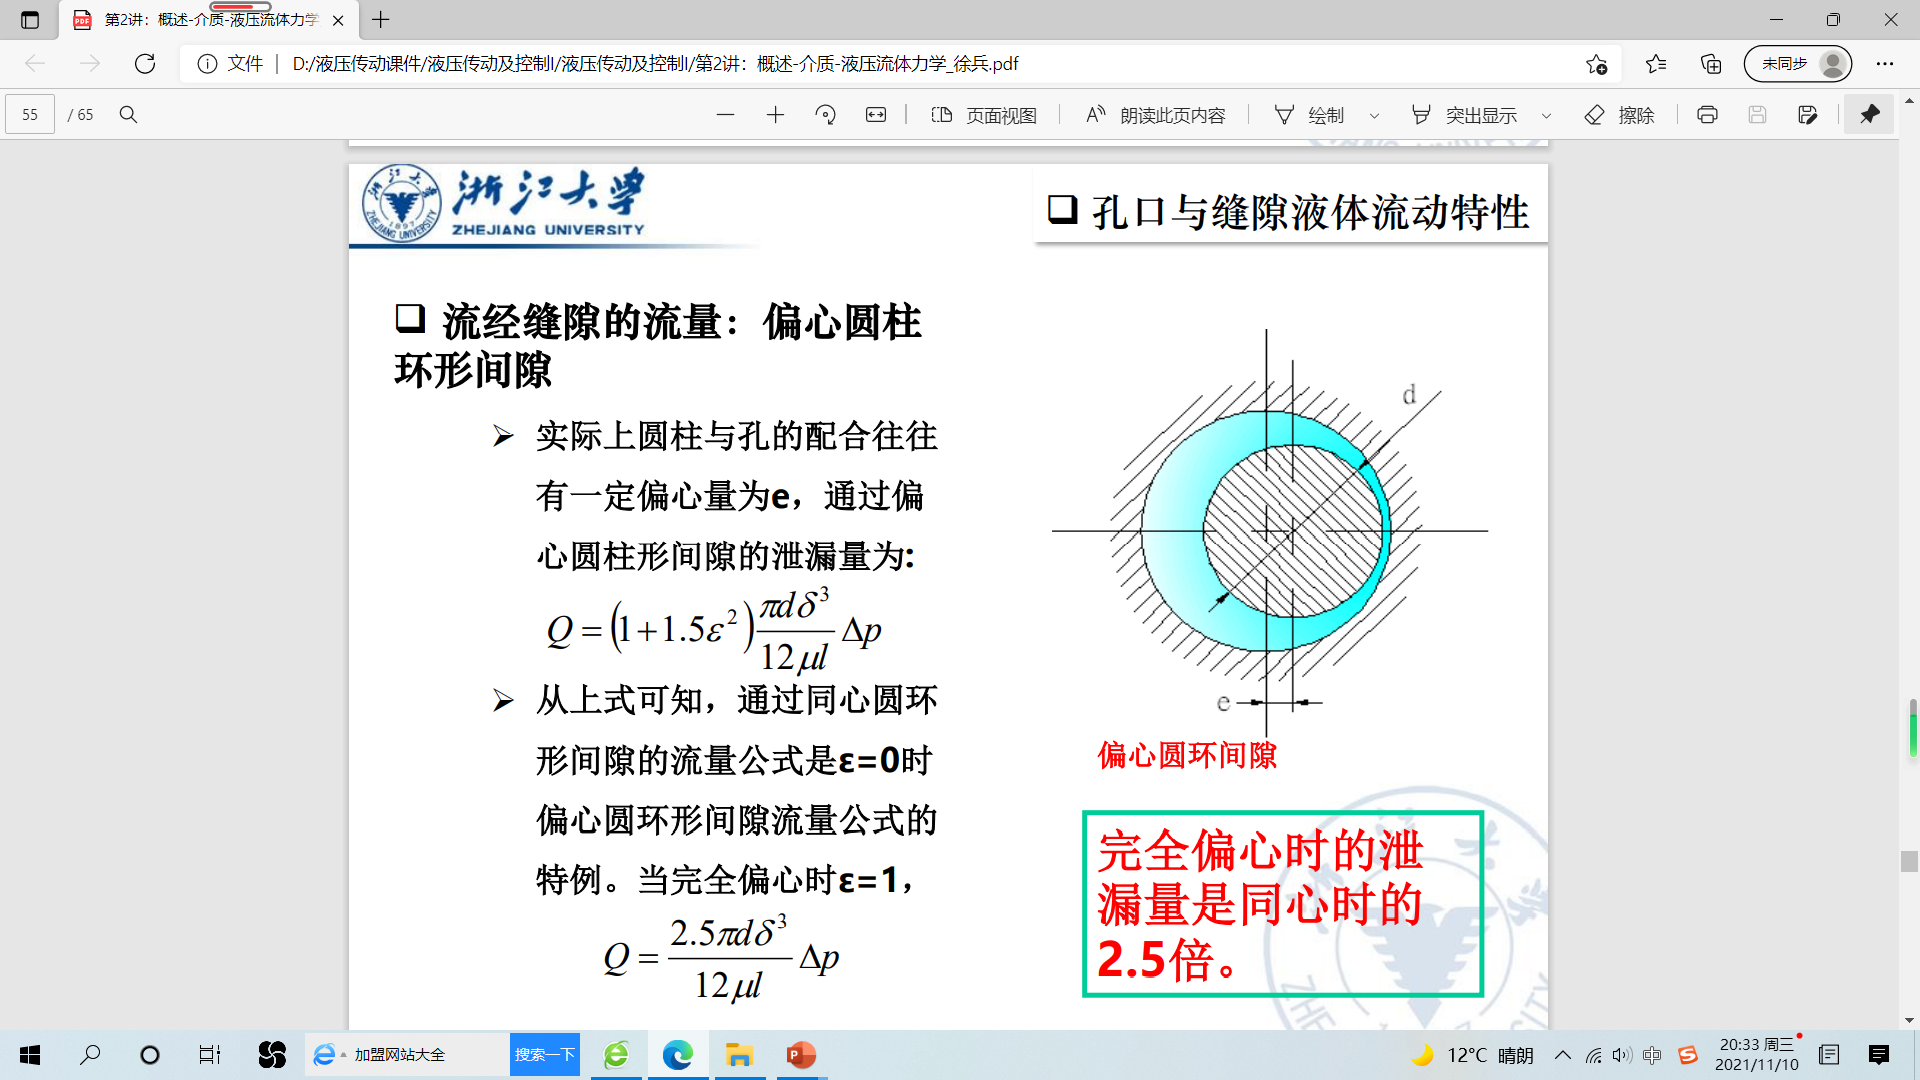 第2讲：概述-介质-液压流体力学
文件
D:/液压传动课件/液压传动及控制I/液压传动及控制I/第2讲：概述-介质-液压流体力学_徐兵.pdf
未同步
55 / 65
页面视图
朗读此页内容
绘制
突出显示
擦除
浙江大学
ZHEJIANG UNIVERSITY
❑ 孔口与缝隙液体流动特性
❑ 流经缝隙的流量：偏心圆柱
环形间隙
➢ 实际上圆柱与孔的配合往往
有一定偏心量为e，通过偏
心圆柱形间隙的泄漏量为:
Q = (1+1.5ε²) πdδ³ / 12μl Δp
➢ 从上式可知，通过同心圆环
形间隙的流量公式是ε=0时
偏心圆环形间隙流量公式的
特例。当完全偏心时ε=1，
Q = 2.5πdδ³ / 12μl Δp
d
e
偏心圆环间隙
完全偏心时的泄
漏量是同心时的
2.5倍。
加盟网站大全
搜索一下
12°C 晴朗
中
20:33 周三
2021/11/10